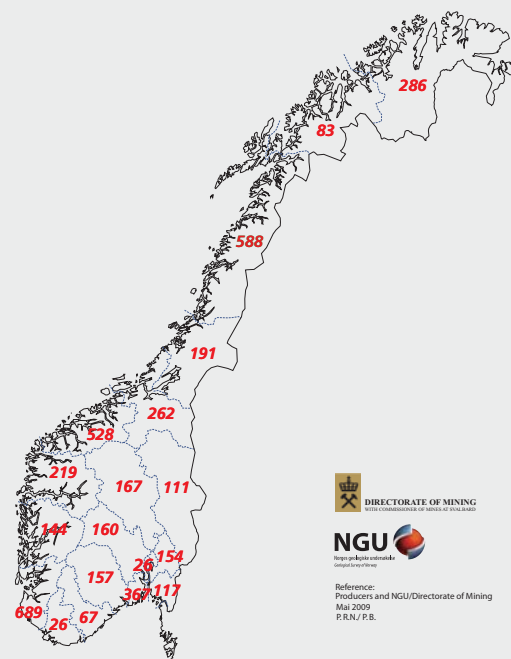 286
83
588
191
262
528
219
167
111
144
160
154
26
157
367
117
689
26
67
DIRECTORATE OF MINING
WITH COMMISSIONER OF MINES AT SVALBARD
NGU
Norges geologiske undersøkelse
Geological Survey of Norway
Reference:
Producers and NGU/Directorate of Mining
Mai 2009
P.R.N./ P.B.